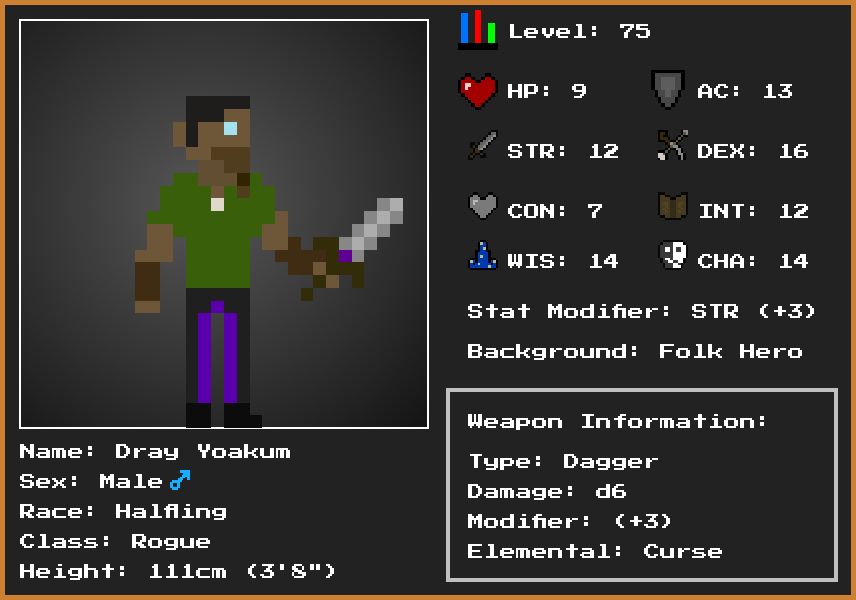 Level: 75
HP: 9
AC: 13
STR: 12
DEX: 16
CON: 7
INT: 12
WIS: 14
CHA: 14
Stat Modifier: STR (+3)
Background: Folk Hero
Weapon Information:
Type: Dagger
Damage: d6
Modifier: (+3)
Elemental: Curse
Name: Dray Yoakum
Sex: Male ♂
Race: Halfling
Class: Rogue
Height: 111cm (3'8")